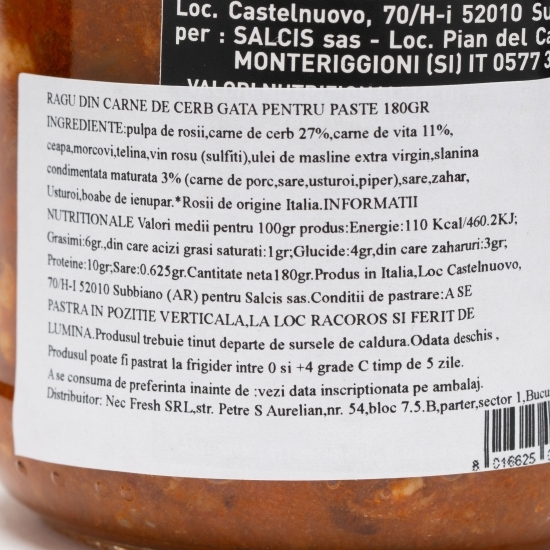 Loc. Castelnuovo, 70/H-i 52010 Su
per : SALCIS sas - Loc. Pian del Ca
MONTERIGGIONI (SI) IT 0577 3
RAGU DIN CARNE DE CERB GATA PENTRU PASTE 180GR
INGREDIENTE:pulpa de rosii,carne de cerb 27%,carne de vita 11%,
ceapa,morcovi,telina,vin rosu (sulfiti),ulei de masline extra virgin,slanina
condimentata maturata 3% (carne de porc,sare,usturoi,piper),sare,zahar,
Usturoi,boabe de ienupar.*Rosii de origine Italia.INFORMATII
NUTRITIONALE Valori medii pentru 100gr produs:Energie:110 Kcal/460.2KJ;
Grasimi:6gr.,din care acizi grasi saturati:1gr;Glucide:4gr,din care zaharuri:3gr;
Proteine:10gr;Sare:0.625gr.Cantitate neta180gr.Produs in Italia,Loc Castelnuovo,
70/H-I 52010 Subbiano (AR) pentru Salcis sas.Conditii de pastrare:A SE
PASTRA IN POZITIE VERTICALA,LA LOC RACOROS SI FERIT DE
LUMINA.Produsul trebuie tinut departe de sursele de caldura.Odata deschis ,
Produsul poate fi pastrat la frigider intre 0 si +4 grade C timp de 5 zile.
A se consuma de preferinta inainte de :vezi data inscriptionata pe ambalaj.
Distribuitor: Nec Fresh SRL,str. Petre S Aurelian,nr. 54,bloc 7.5.B,parter,sector 1,Bucu
8 016625 0